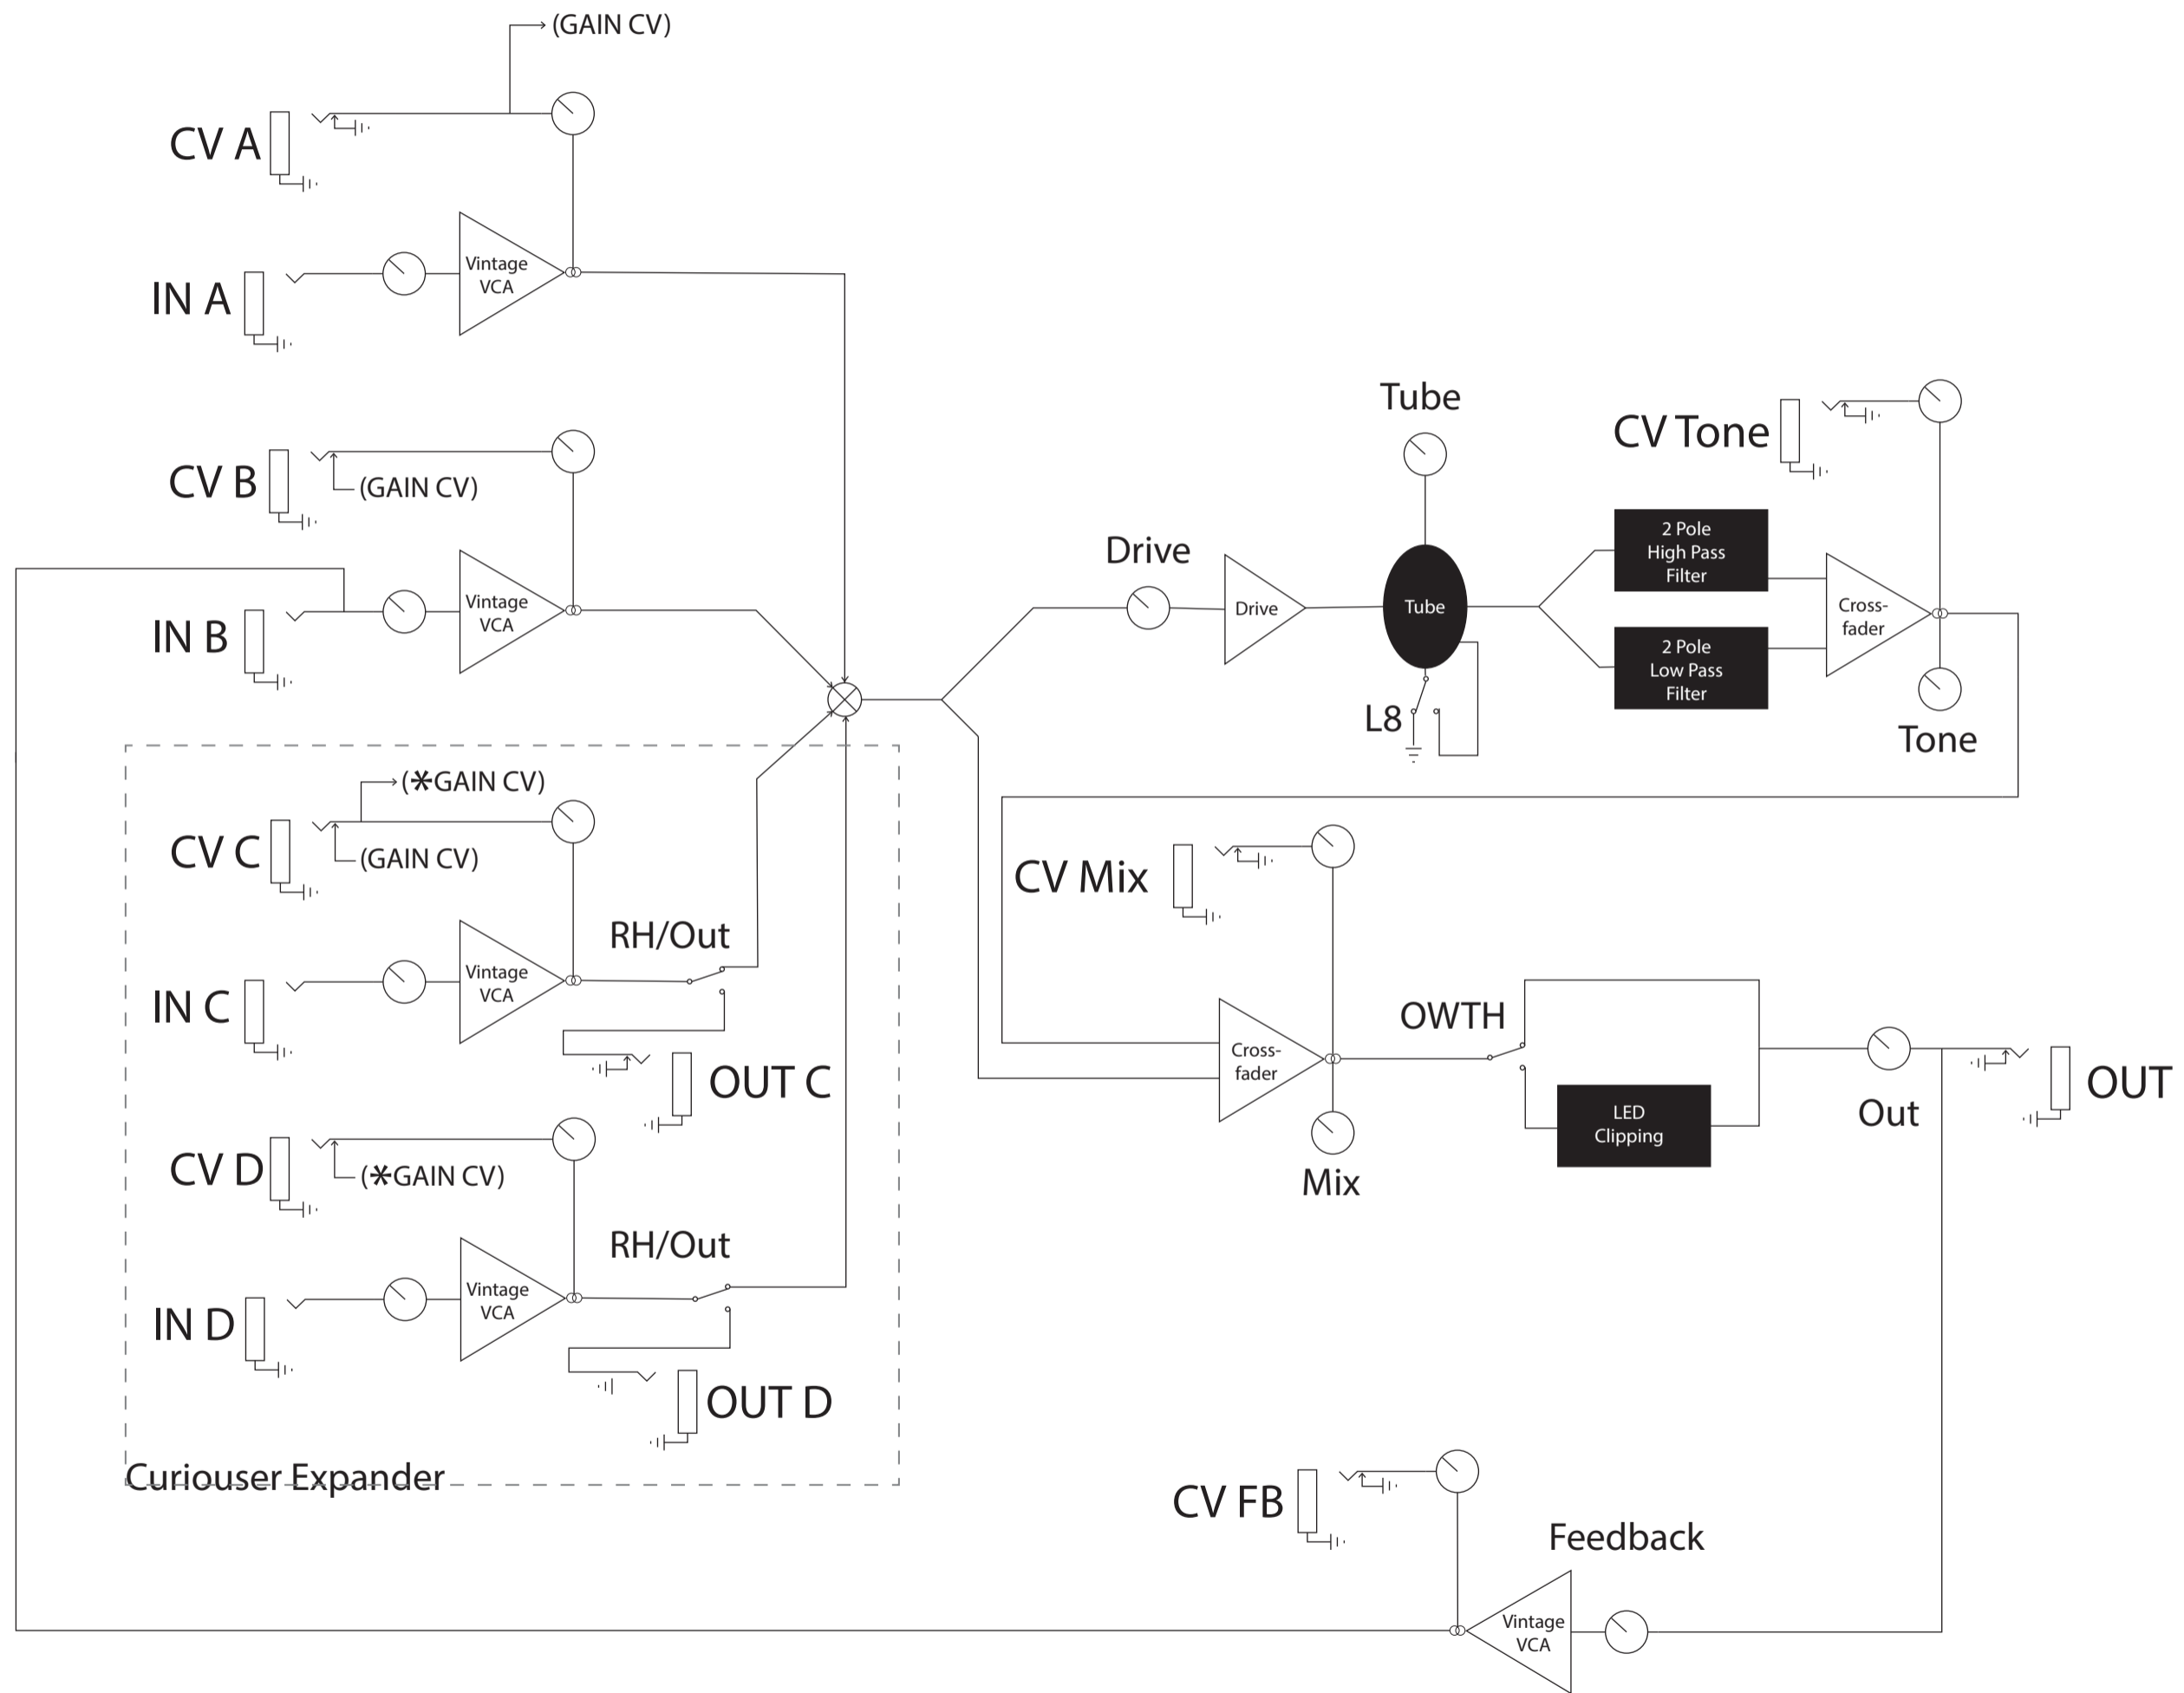 (GAIN CV)
CV A
IN A
Vintage
VCA
CV B
(GAIN CV)
IN B
Vintage
VCA
(*GAIN CV)
CV C
(GAIN CV)
RH/Out
IN C
Vintage
VCA
OUT C
CV D
(*GAIN CV)
RH/Out
IN D
Vintage
VCA
OUT D
Curiouser Expander
Drive
Drive
Tube
Tube
L8
CV Tone
2 Pole
High Pass
Filter
2 Pole
Low Pass
Filter
Cross-
fader
Tone
CV Mix
Cross-
fader
Mix
OWTH
LED
Clipping
Out
OUT
CV FB
Feedback
Vintage
VCA